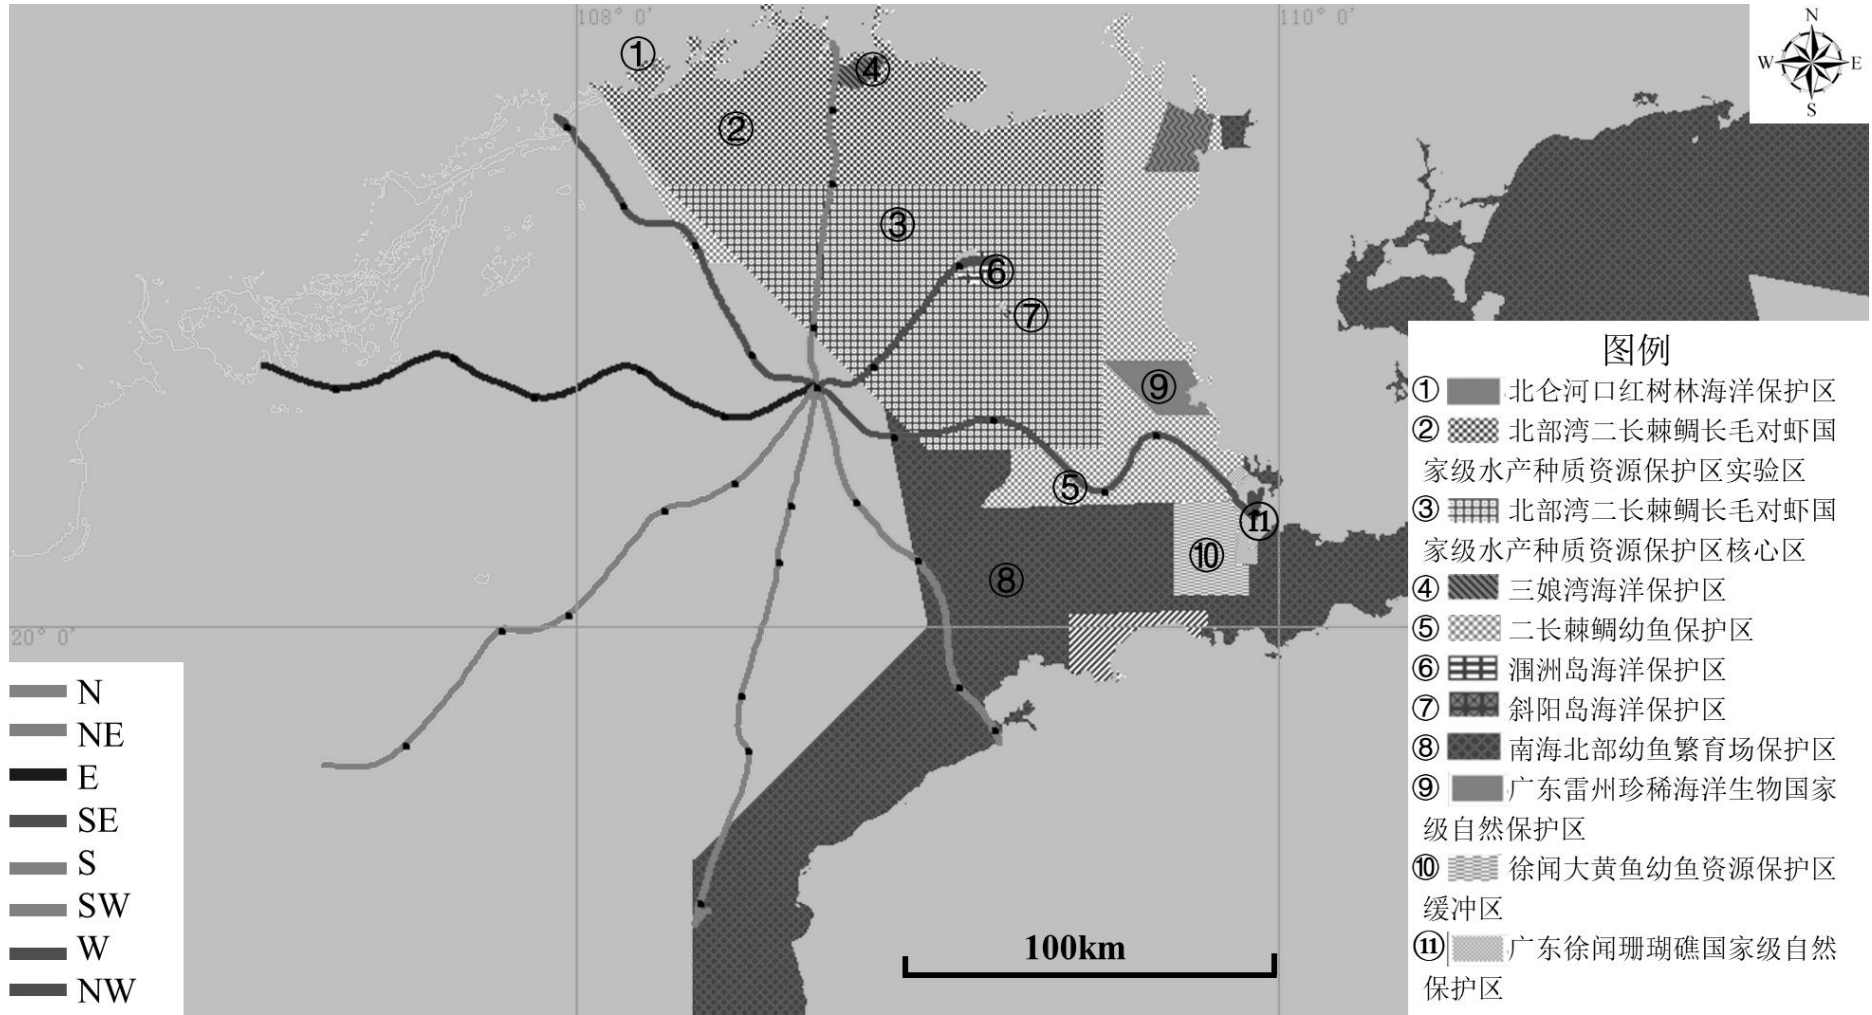 108° 0′
110° 0′
N
W
E
S
①
④
②
③
⑥
⑦
⑨
⑤
⑪
⑩
⑧
20° 0′
N
NE
E
SE
S
SW
W
NW
100km
图例
① 北仑河口红树林海洋保护区
② 北部湾二长棘鲷长毛对虾国
家级水产种质资源保护区实验区
③ 北部湾二长棘鲷长毛对虾国
家级水产种质资源保护区核心区
④ 三娘湾海洋保护区
⑤ 二长棘鲷幼鱼保护区
⑥ 涠洲岛海洋保护区
⑦ 斜阳岛海洋保护区
⑧ 南海北部幼鱼繁育场保护区
⑨ 广东雷州珍稀海洋生物国家
级自然保护区
⑩ 徐闻大黄鱼幼鱼资源保护区
缓冲区
⑪ 广东徐闻珊瑚礁国家级自然
保护区